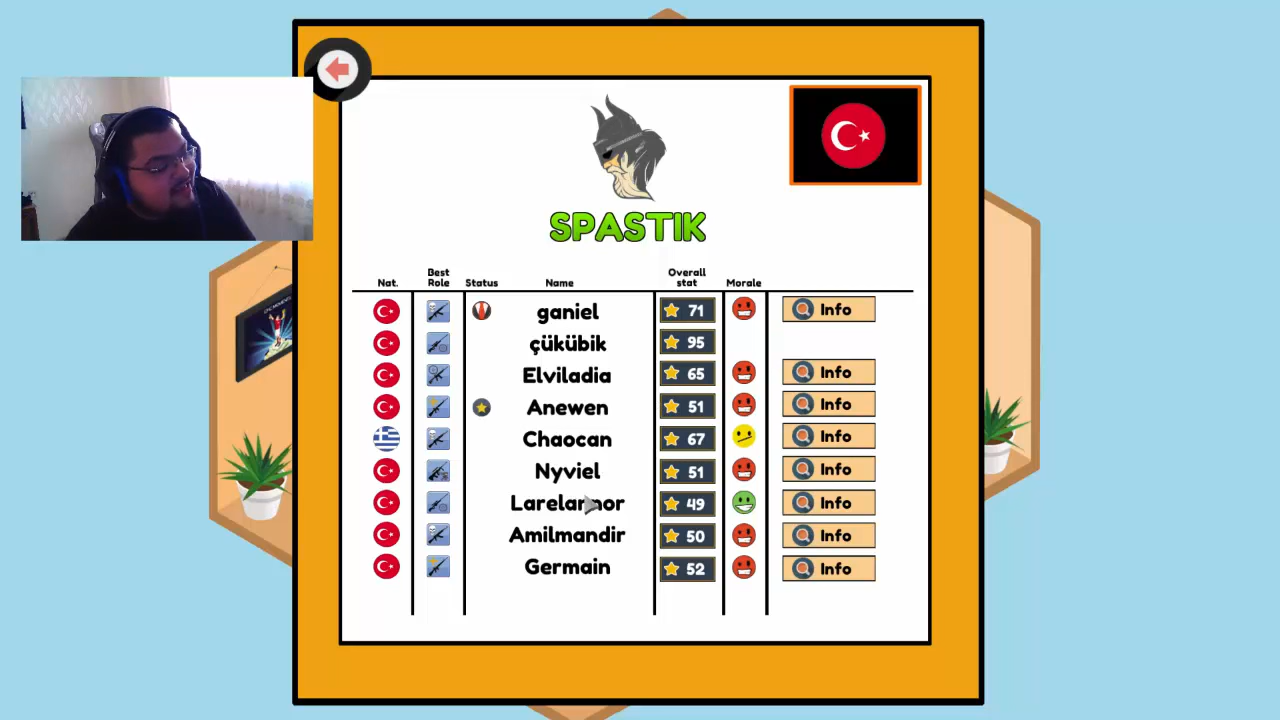 SPASTIK
Nat. Best Role Status Name Overall stat Morale
ganiel 71 Info
çükübik 95
Elviladia 65 Info
Anewen 51 Info
Chaocan 67 Info
Nyviel 51 Info
Larelamor 49 Info
Amilmandir 50 Info
Germain 52 Info